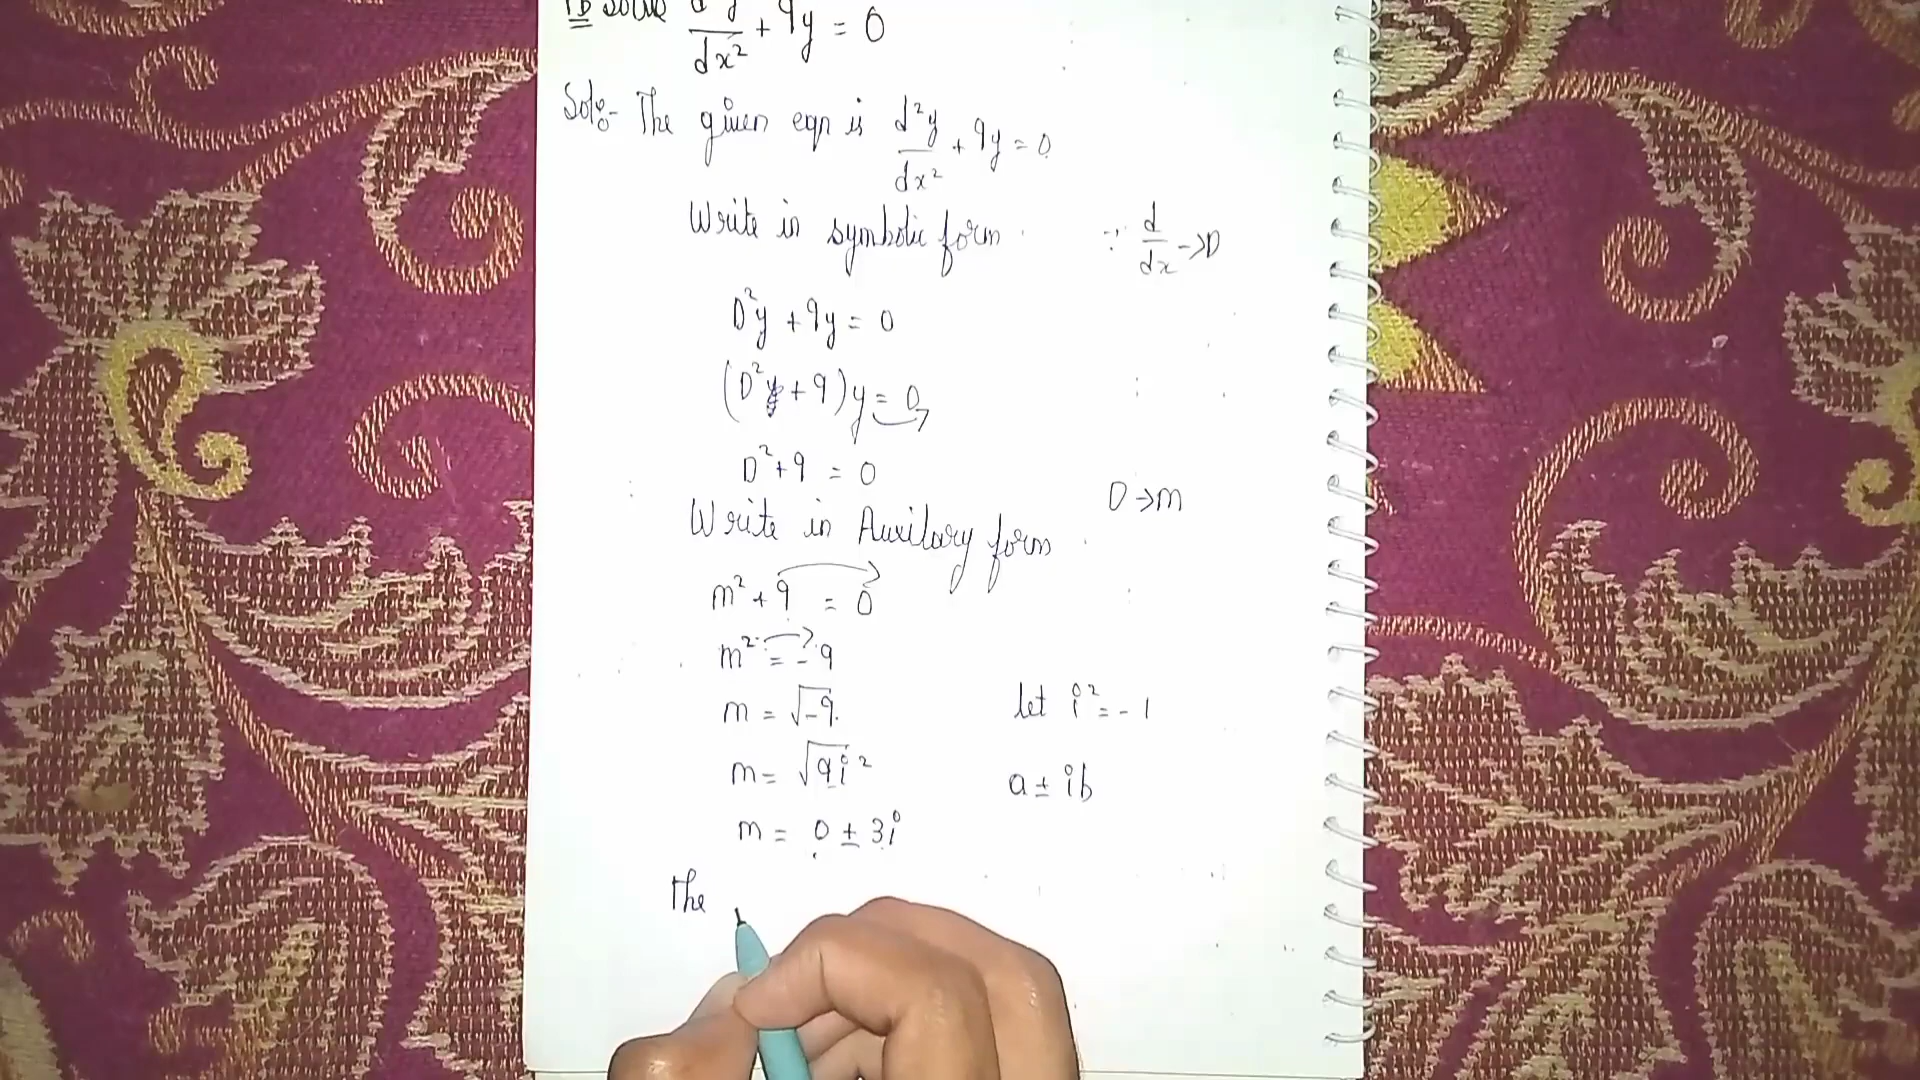 Solve d²y/dx² + 9y = 0
Soln:- The given eqn is d²y/dx² + 9y = 0
Write in symbolic form ∵ d/dx → D
D²y + 9y = 0
(D² + 9)y = 0
D² + 9 = 0
D → m
Write in Auxilary form
m² + 9 = 0
m² = -9
m = √-9 let i² = -1
m = √9i² a ± ib
m = 0 ± 3i
The